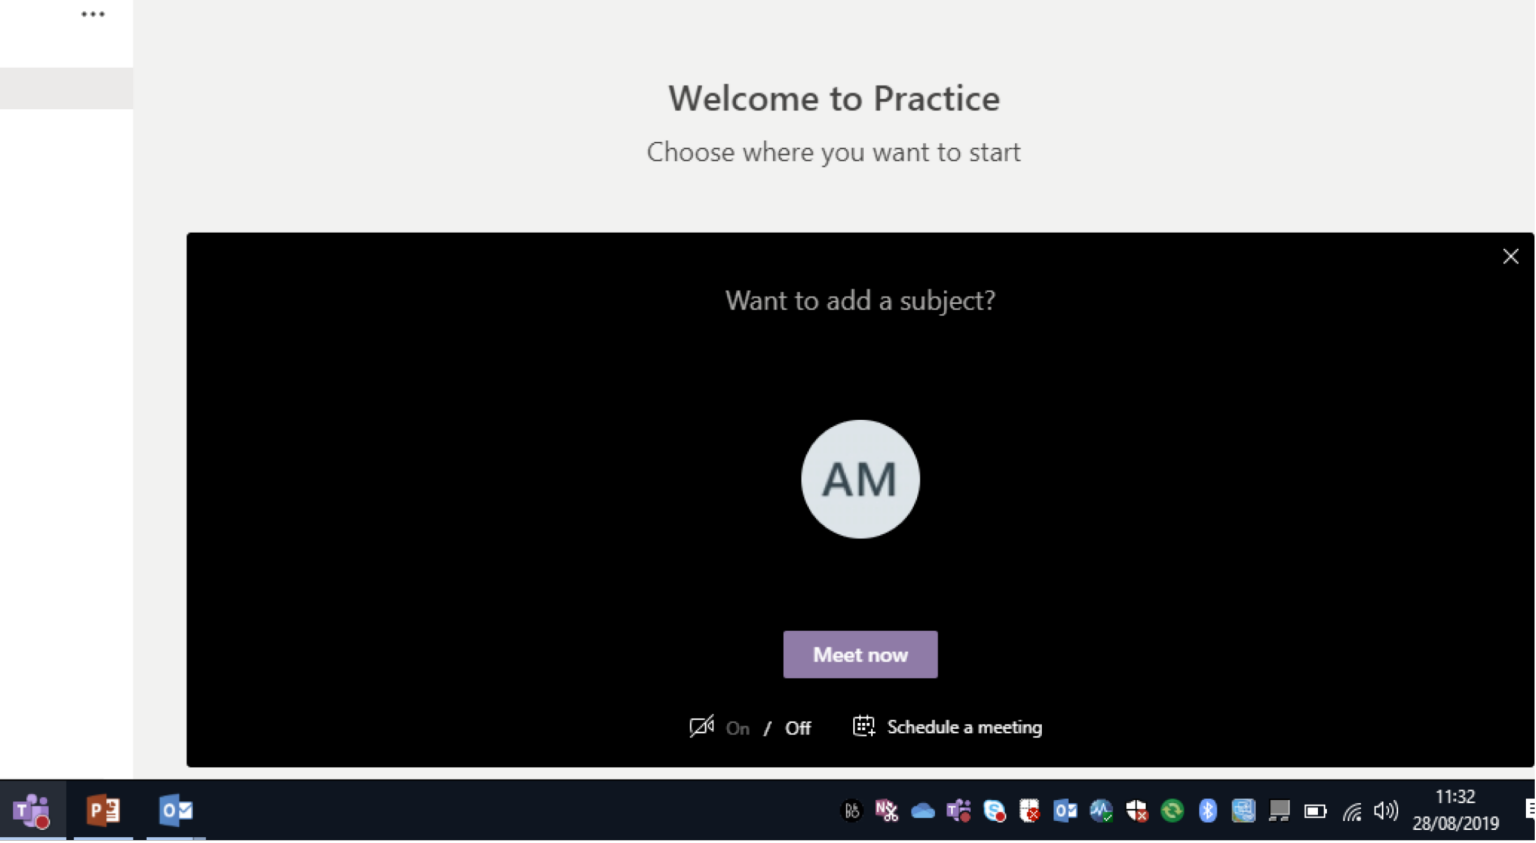 Welcome to Practice
Choose where you want to start
Want to add a subject?
AM
Meet now
On / Off
Schedule a meeting
11:32
28/08/2019